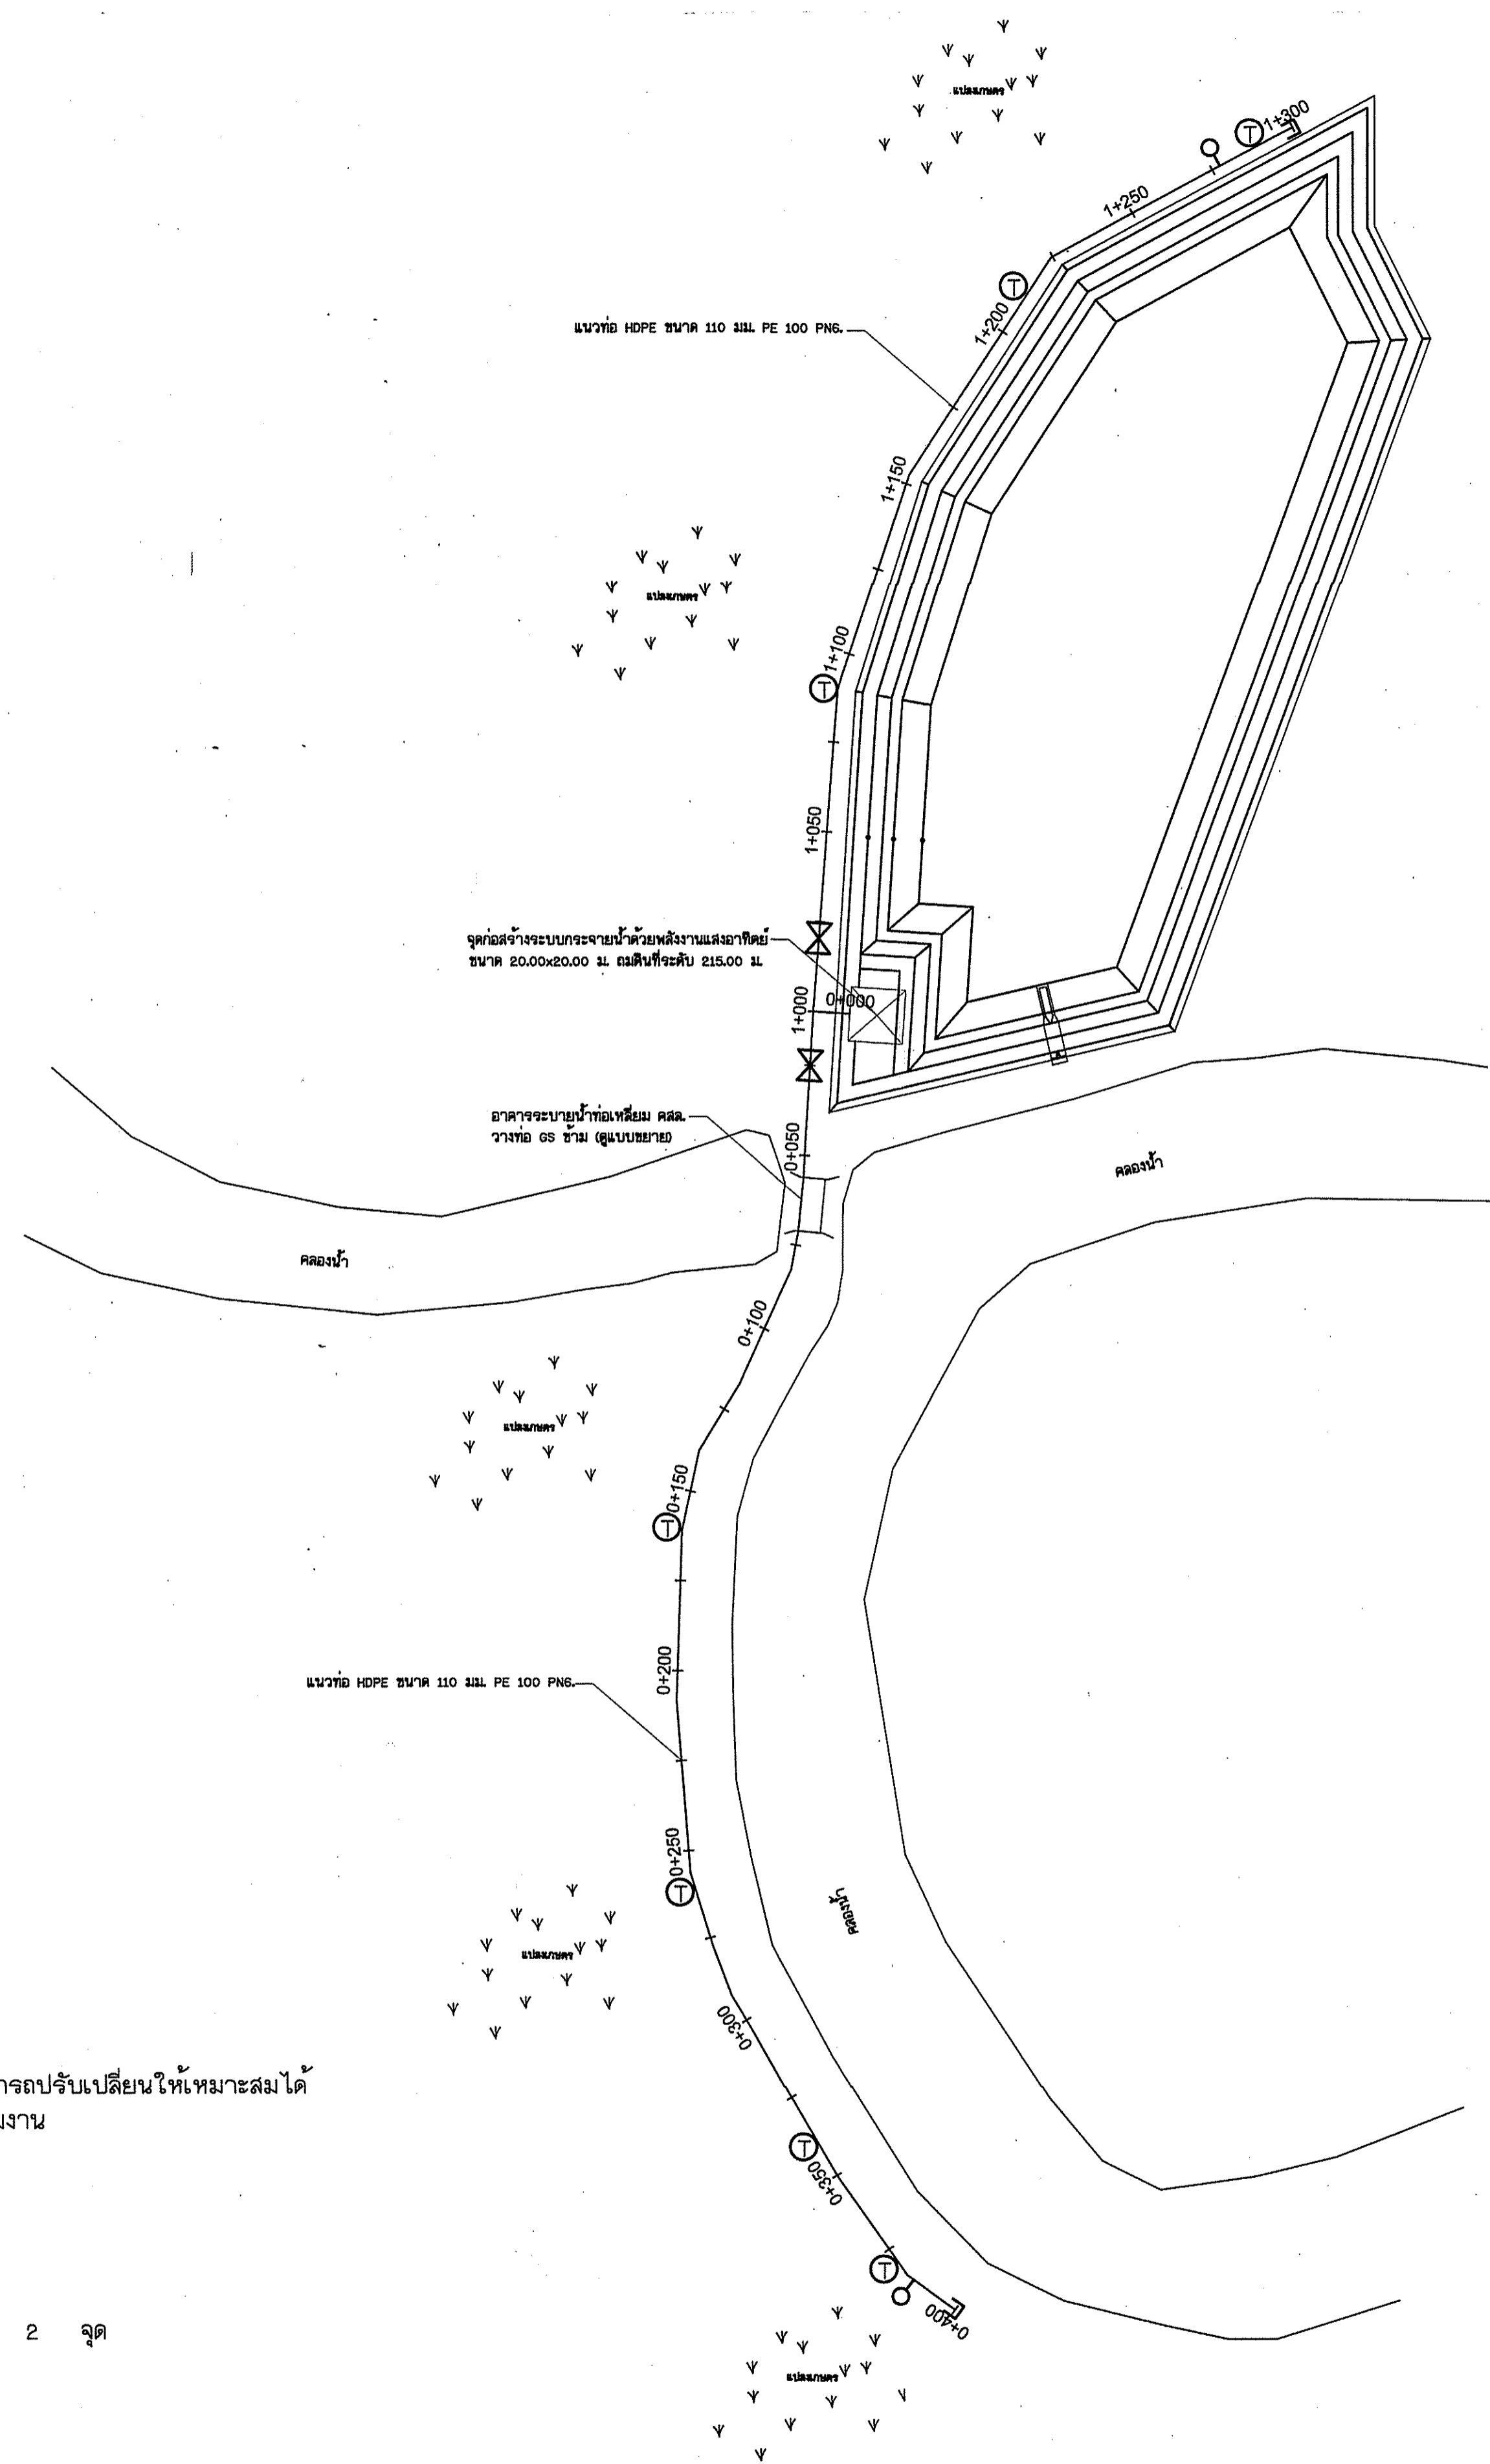 แปลงเกษตร
1+300
T
1+250
T
1+200
แนวท่อ HDPE ขนาด 110 มม. PE 100 PN6.
1+150
แปลงเกษตร
1+100
T
1+050
จุดก่อสร้างระบบกระจายน้ำด้วยพลังงานแสงอาทิตย์
ขนาด 20.00x20.00 ม. ถมดินที่ระดับ 215.00 ม.
1+000
0+000
อาคารระบายน้ำท่อเหลี่ยม คสล.
วางท่อ GS ข้าม (ดูแบบขยาย)
0+050
คลองน้ำ
คลองน้ำ
0+100
แปลงเกษตร
0+150
T
0+200
แนวท่อ HDPE ขนาด 110 มม. PE 100 PN6.
0+250
T
คลองน้ำ
แปลงเกษตร
0+300
ารถปรับเปลี่ยนให้เหมาะสมได้
มงาน
T
0+350
T
0+400
2 จุด
แปลงเกษตร